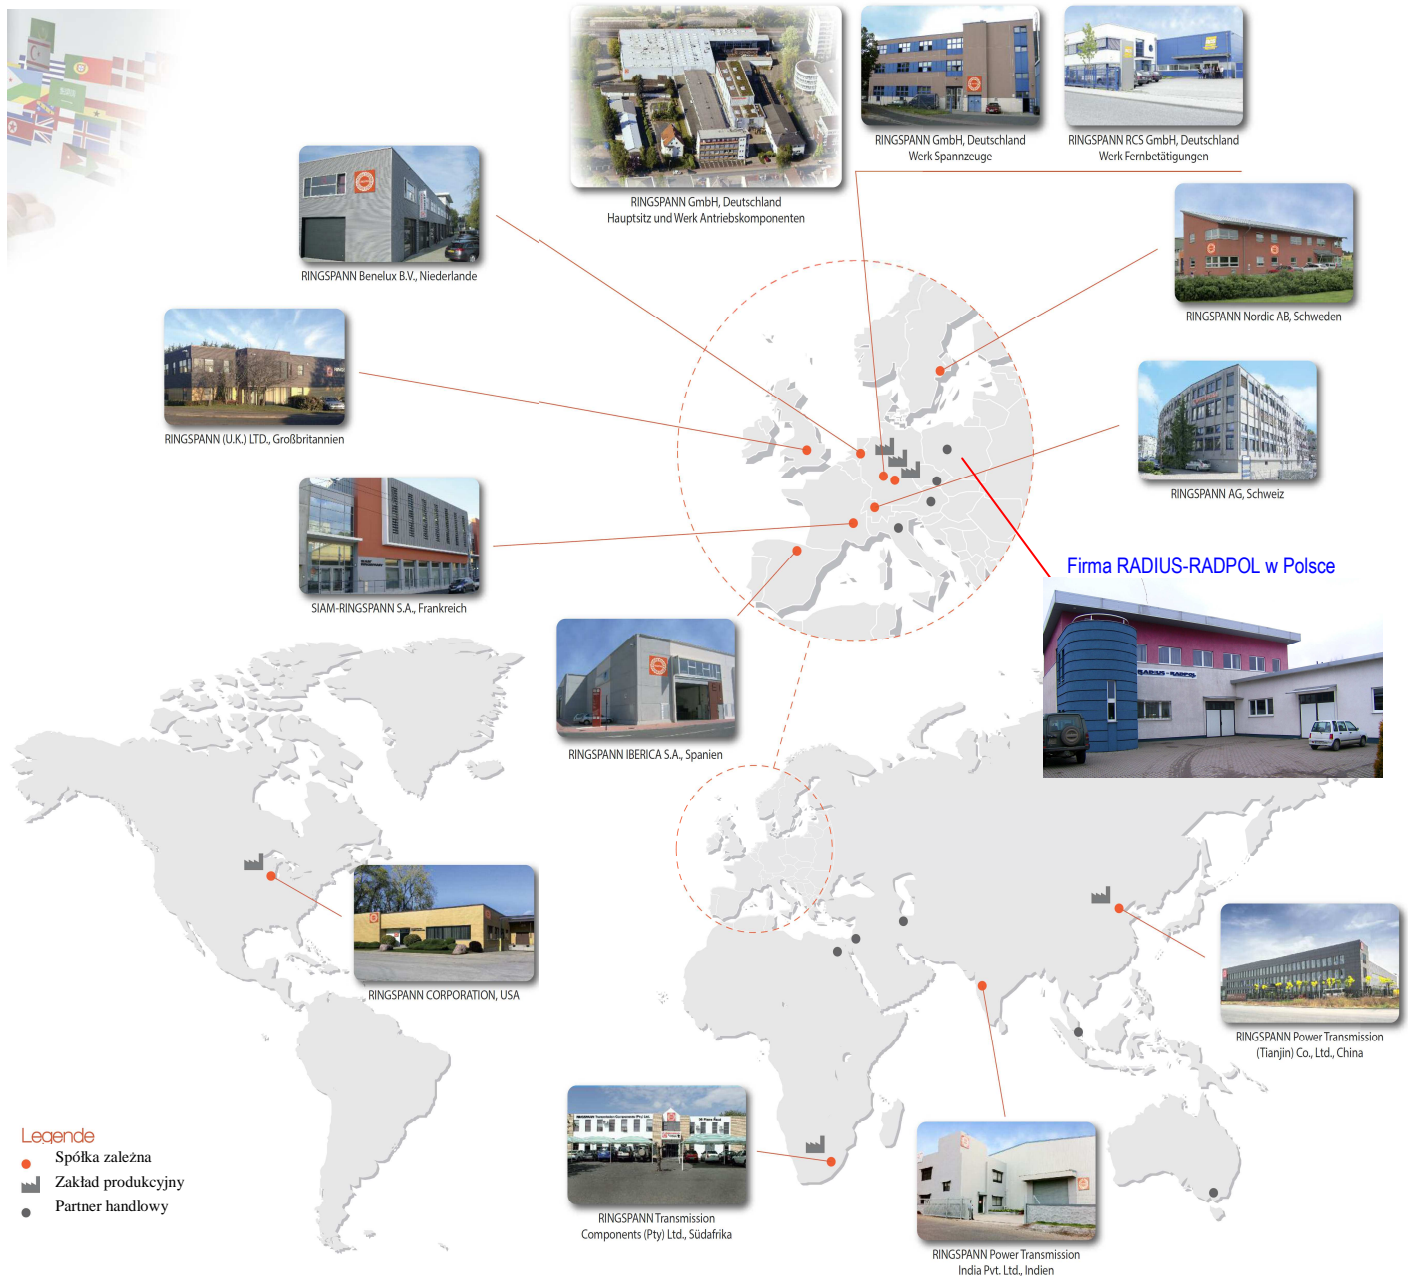 RINGSPANN GmbH, Deutschland
Hauptsitz und Werk Antriebskomponenten
RINGSPANN GmbH, Deutschland
Werk Spannzeuge
RINGSPANN RCS GmbH, Deutschland
Werk Fernbetätigungen
RINGSPANN Benelux B.V., Niederlande
RINGSPANN Nordic AB, Schweden
RINGSPANN (U.K.) LTD., Großbritannien
RINGSPANN AG, Schweiz
SIAM-RINGSPANN S.A., Frankreich
Firma RADIUS-RADPOL w Polsce
RADIUS-RADPOL
RINGSPANN IBERICA S.A., Spanien
RINGSPANN CORPORATION, USA
RINGSPANN Power Transmission
(Tianjin) Co., Ltd., China
RINGSPANN Transmission
Components (Pty) Ltd., Südafrika
RINGSPANN Power Transmission
India Pvt. Ltd., Indien
Legende
Spółka zależna
Zakład produkcyjny
Partner handlowy